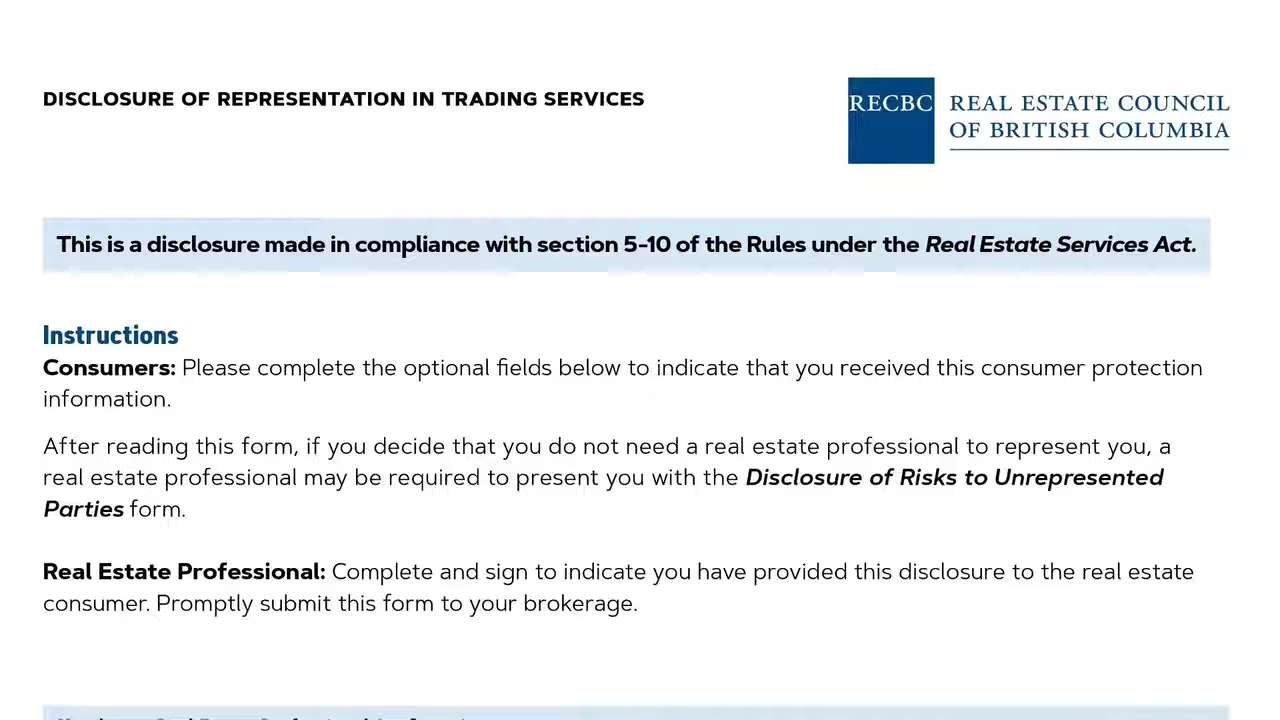 DISCLOSURE OF REPRESENTATION IN TRADING SERVICES
RECBC
REAL ESTATE COUNCIL
OF BRITISH COLUMBIA
This is a disclosure made in compliance with section 5-10 of the Rules under the Real Estate Services Act.
Instructions
Consumers: Please complete the optional fields below to indicate that you received this consumer protection
information.
After reading this form, if you decide that you do not need a real estate professional to represent you, a
real estate professional may be required to present you with the Disclosure of Risks to Unrepresented
Parties form.
Real Estate Professional: Complete and sign to indicate you have provided this disclosure to the real estate
consumer. Promptly submit this form to your brokerage.